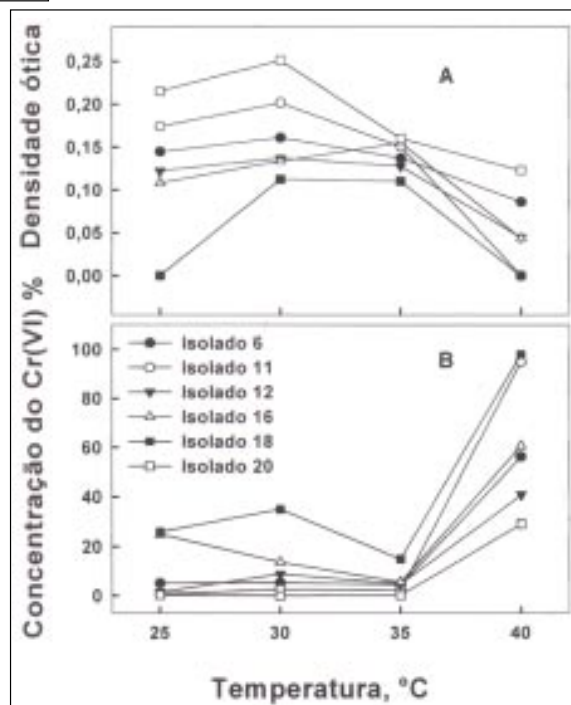 Concentração do Cr(VI) % Densidade ótica
0,25
0,20
0,15
0,10
0,05
0,00
A
100
80
60
40
20
0
B
Isolado 6
Isolado 11
Isolado 12
Isolado 16
Isolado 18
Isolado 20
25 30 35 40
Temperatura, °C